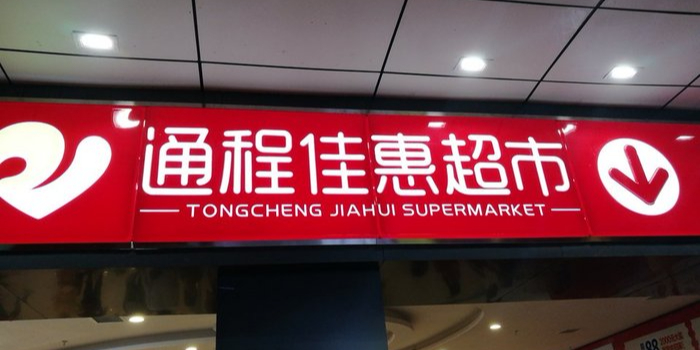 通程佳惠超市
TONGCHENG JIAHUI SUPERMARKET